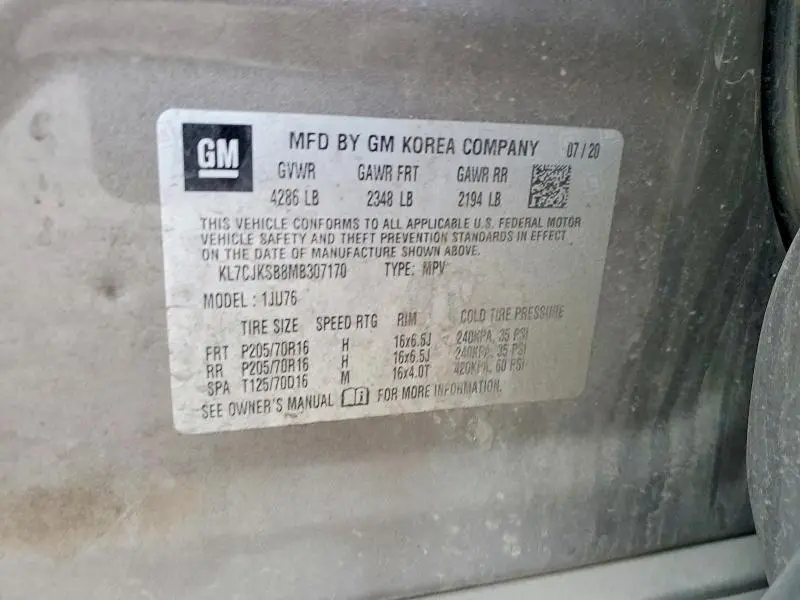 GM MFD BY GM KOREA COMPANY 07 / 20
GVWR GAWR FRT GAWR RR
4286 LB 2348 LB 2194 LB
THIS VEHICLE CONFORMS TO ALL APPLICABLE U.S. FEDERAL MOTOR
VEHICLE SAFETY AND THEFT PREVENTION STANDARDS IN EFFECT
ON THE DATE OF MANUFACTURE SHOWN ABOVE.
KL7CJKSB8MB307170 TYPE: MPV
MODEL : 1JU76
TIRE SIZE SPEED RTG RIM COLD TIRE PRESSURE
FRT P205/70R16 H 16x6.5J 240KPA, 35 PSI
RR P205/70R16 H 16x6.5J 240KPA, 35 PSI
SPA T125/70D16 M 16x4.0T 420KPA, 60 PSI
SEE OWNER'S MANUAL FOR MORE INFORMATION.